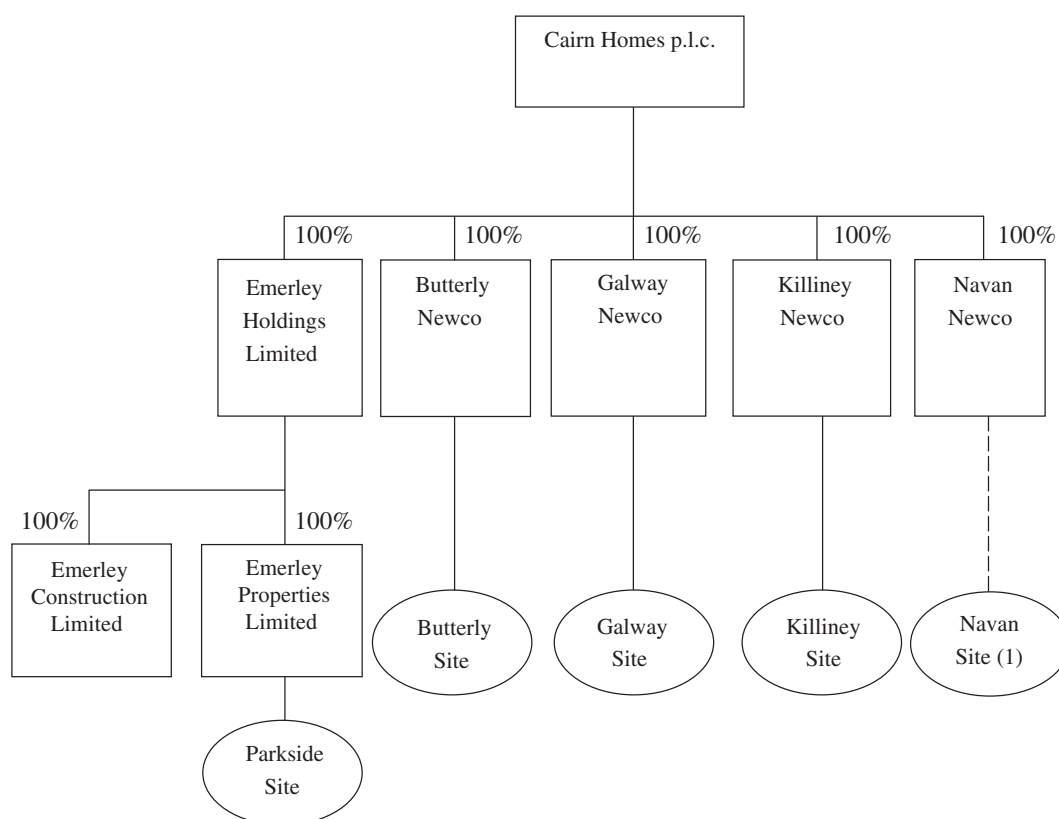 Cairn Homes p.l.c.
100%
100%
100%
100%
100%
Emerley
Holdings
Limited
Butterly
Newco
Galway
Newco
Killiney
Newco
Navan
Newco
100%
100%
Emerley
Construction
Limited
Emerley
Properties
Limited
Butterly
Site
Galway
Site
Killiney
Site
Navan
Site (1)
Parkside
Site